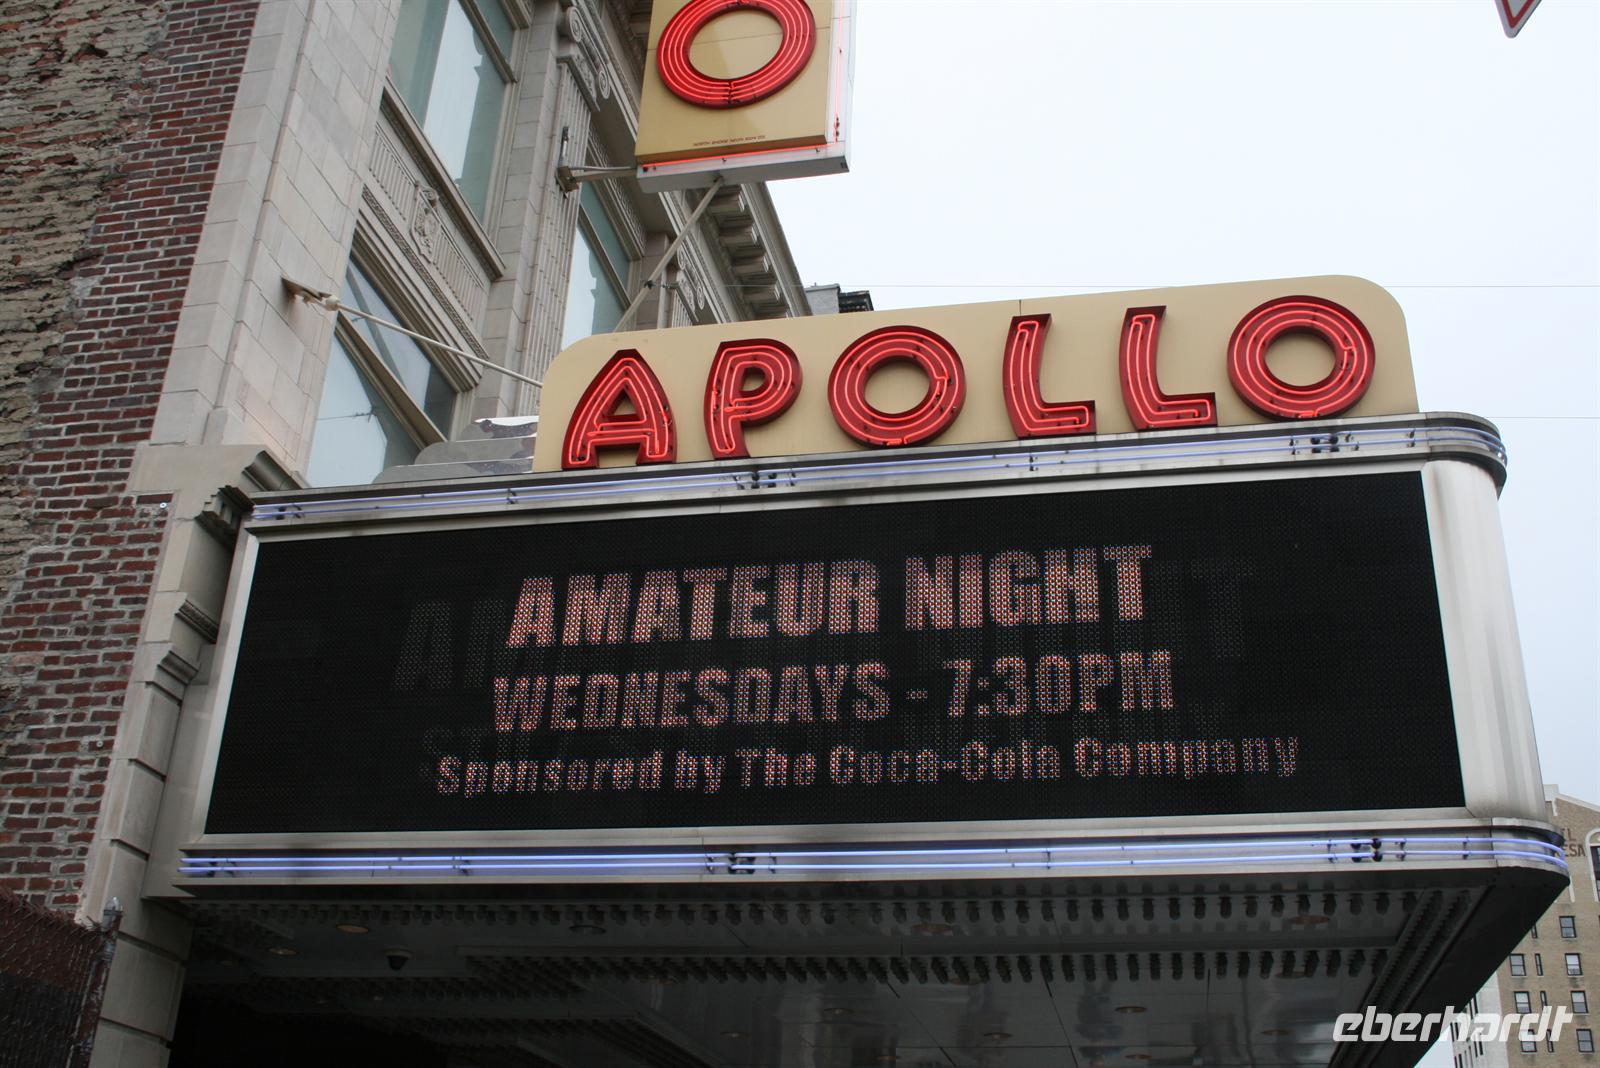 O
APOLLO
AMATEUR NIGHT
WEDNESDAYS - 7:30PM
Sponsored by The Coca-Cola Company
eberhardt